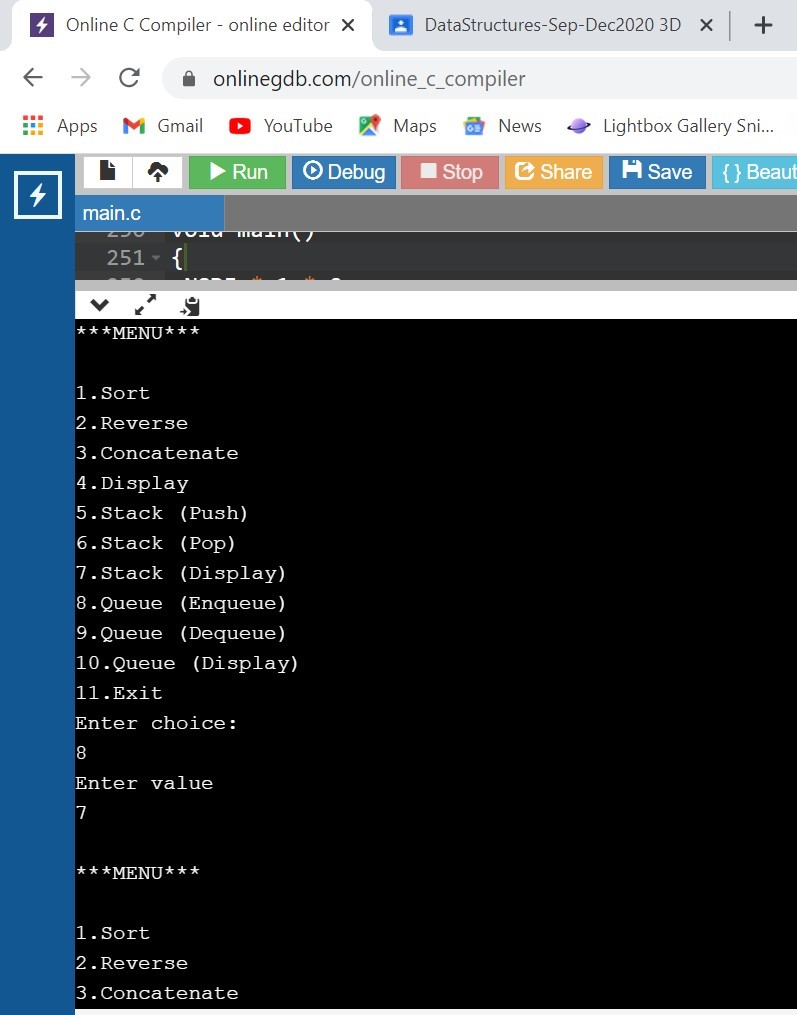 Online C Compiler - online editor DataStructures-Sep-Dec2020 3D
onlinegdb.com/online_c_compiler
Apps Gmail YouTube Maps News Lightbox Gallery Sni...
Run Debug Stop Share Save { } Beaut
main.c
250 void main()
251 {
***MENU***
1.Sort
2.Reverse
3.Concatenate
4.Display
5.Stack (Push)
6.Stack (Pop)
7.Stack (Display)
8.Queue (Enqueue)
9.Queue (Dequeue)
10.Queue (Display)
11.Exit
Enter choice:
8
Enter value
7
***MENU***
1.Sort
2.Reverse
3.Concatenate